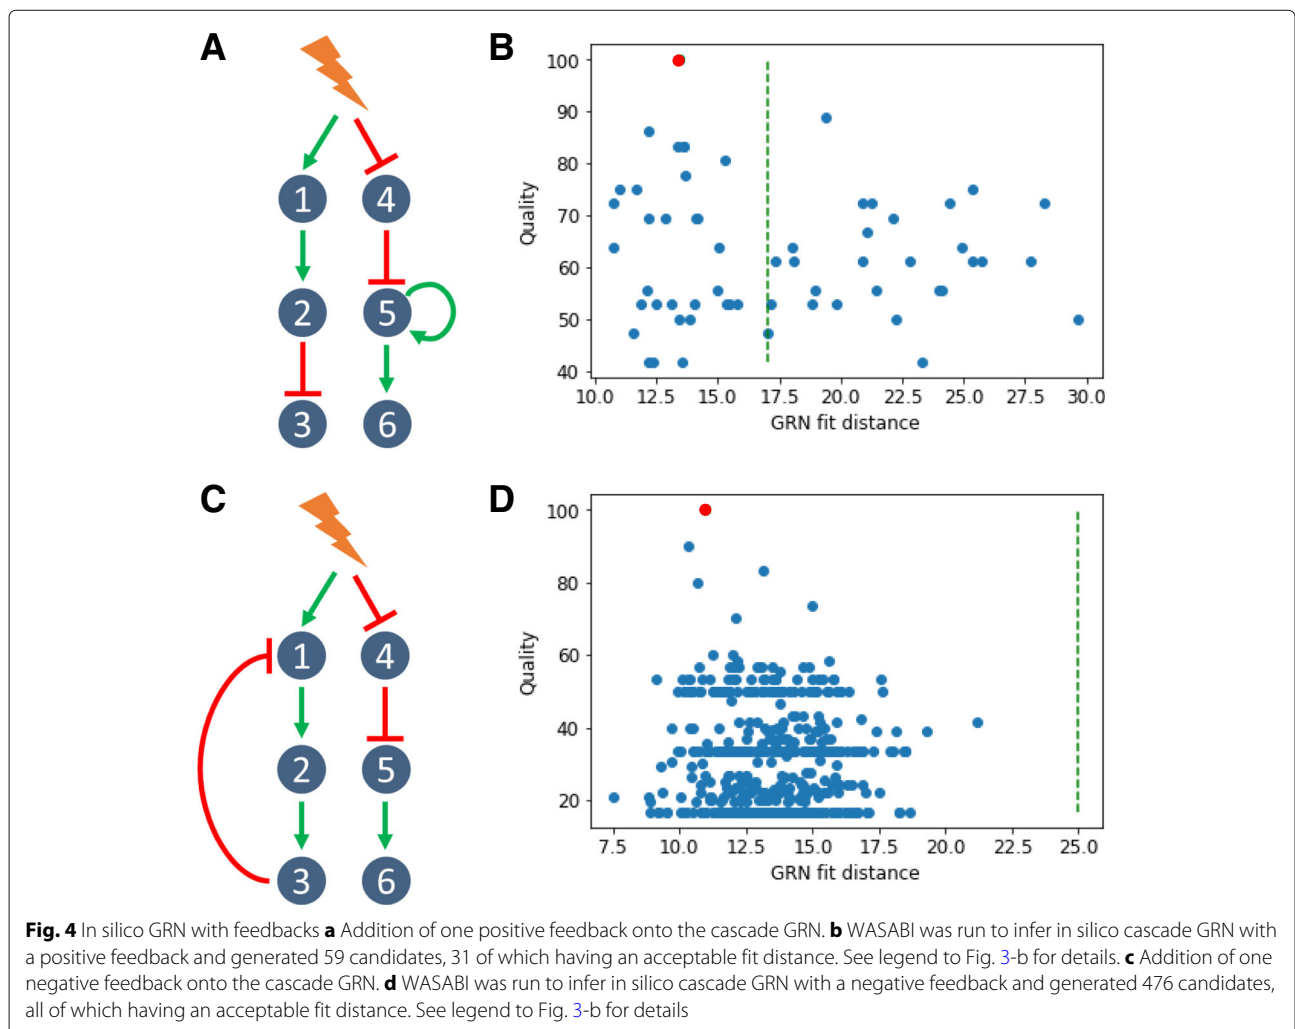 A
1
4
2
5
3
6
B
100
90
80
70
60
50
40
Quality
10.0 12.5 15.0 17.5 20.0 22.5 25.0 27.5 30.0
GRN fit distance
C
1
4
2
5
3
6
D
100
80
60
40
20
Quality
7.5 10.0 12.5 15.0 17.5 20.0 22.5 25.0
GRN fit distance
Fig. 4 In silico GRN with feedbacks a Addition of one positive feedback onto the cascade GRN. b WASABI was run to infer in silico cascade GRN with
a positive feedback and generated 59 candidates, 31 of which having an acceptable fit distance. See legend to Fig. 3-b for details. c Addition of one
negative feedback onto the cascade GRN. d WASABI was run to infer in silico cascade GRN with a negative feedback and generated 476 candidates,
all of which having an acceptable fit distance. See legend to Fig. 3-b for details